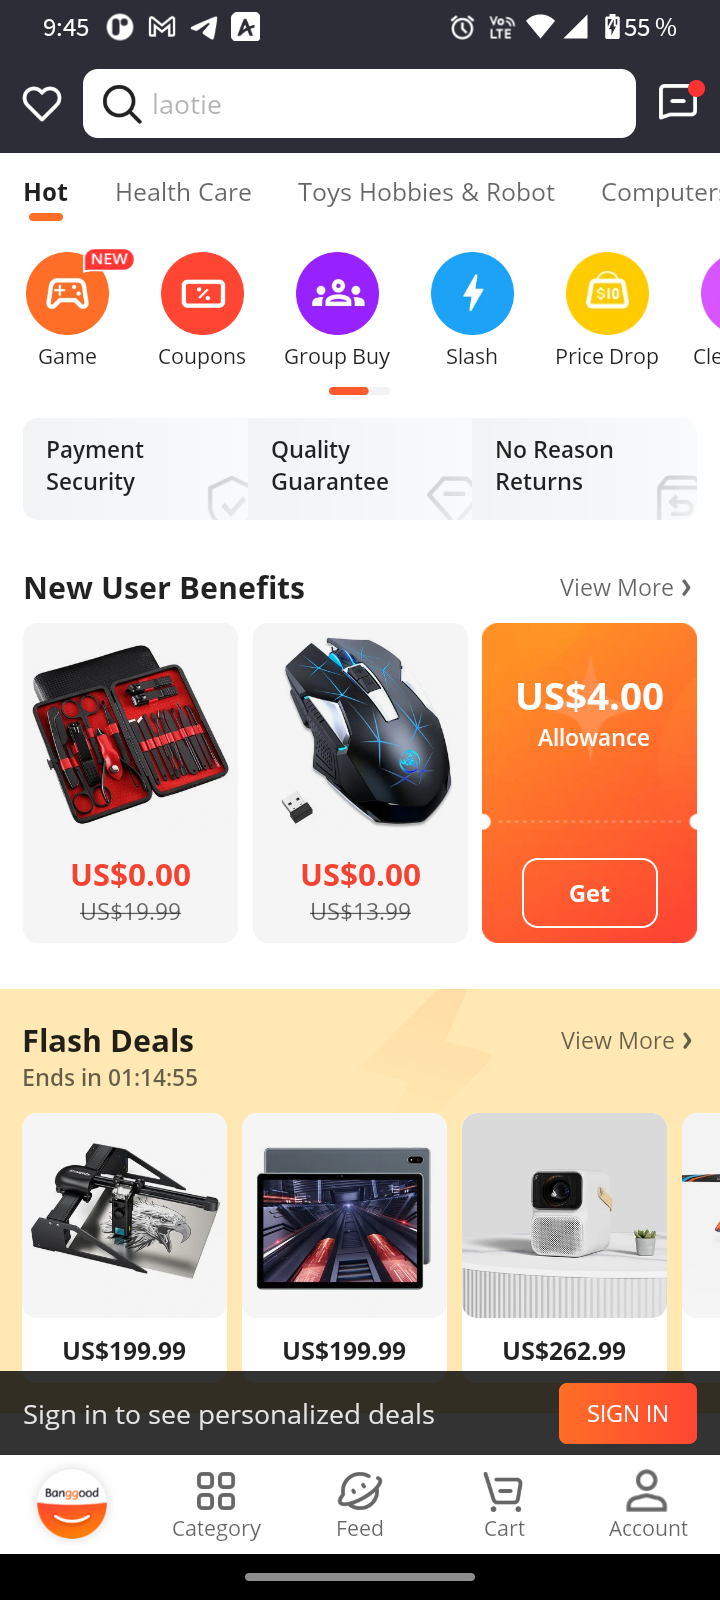 9:45
Vo
LTE
55 %
laotie
Hot
Health Care
Toys Hobbies & Robot
Computers
NEW
$10
Game
Coupons
Group Buy
Slash
Price Drop
Cle
Payment
Security
Quality
Guarantee
No Reason
Returns
New User Benefits
View More
US$4.00
Allowance
US$0.00
US$19.99
US$0.00
US$13.99
Get
Flash Deals
View More
Ends in 01:14:55
US$199.99
US$199.99
US$262.99
Sign in to see personalized deals
SIGN IN
Banggood
Category
Feed
Cart
Account